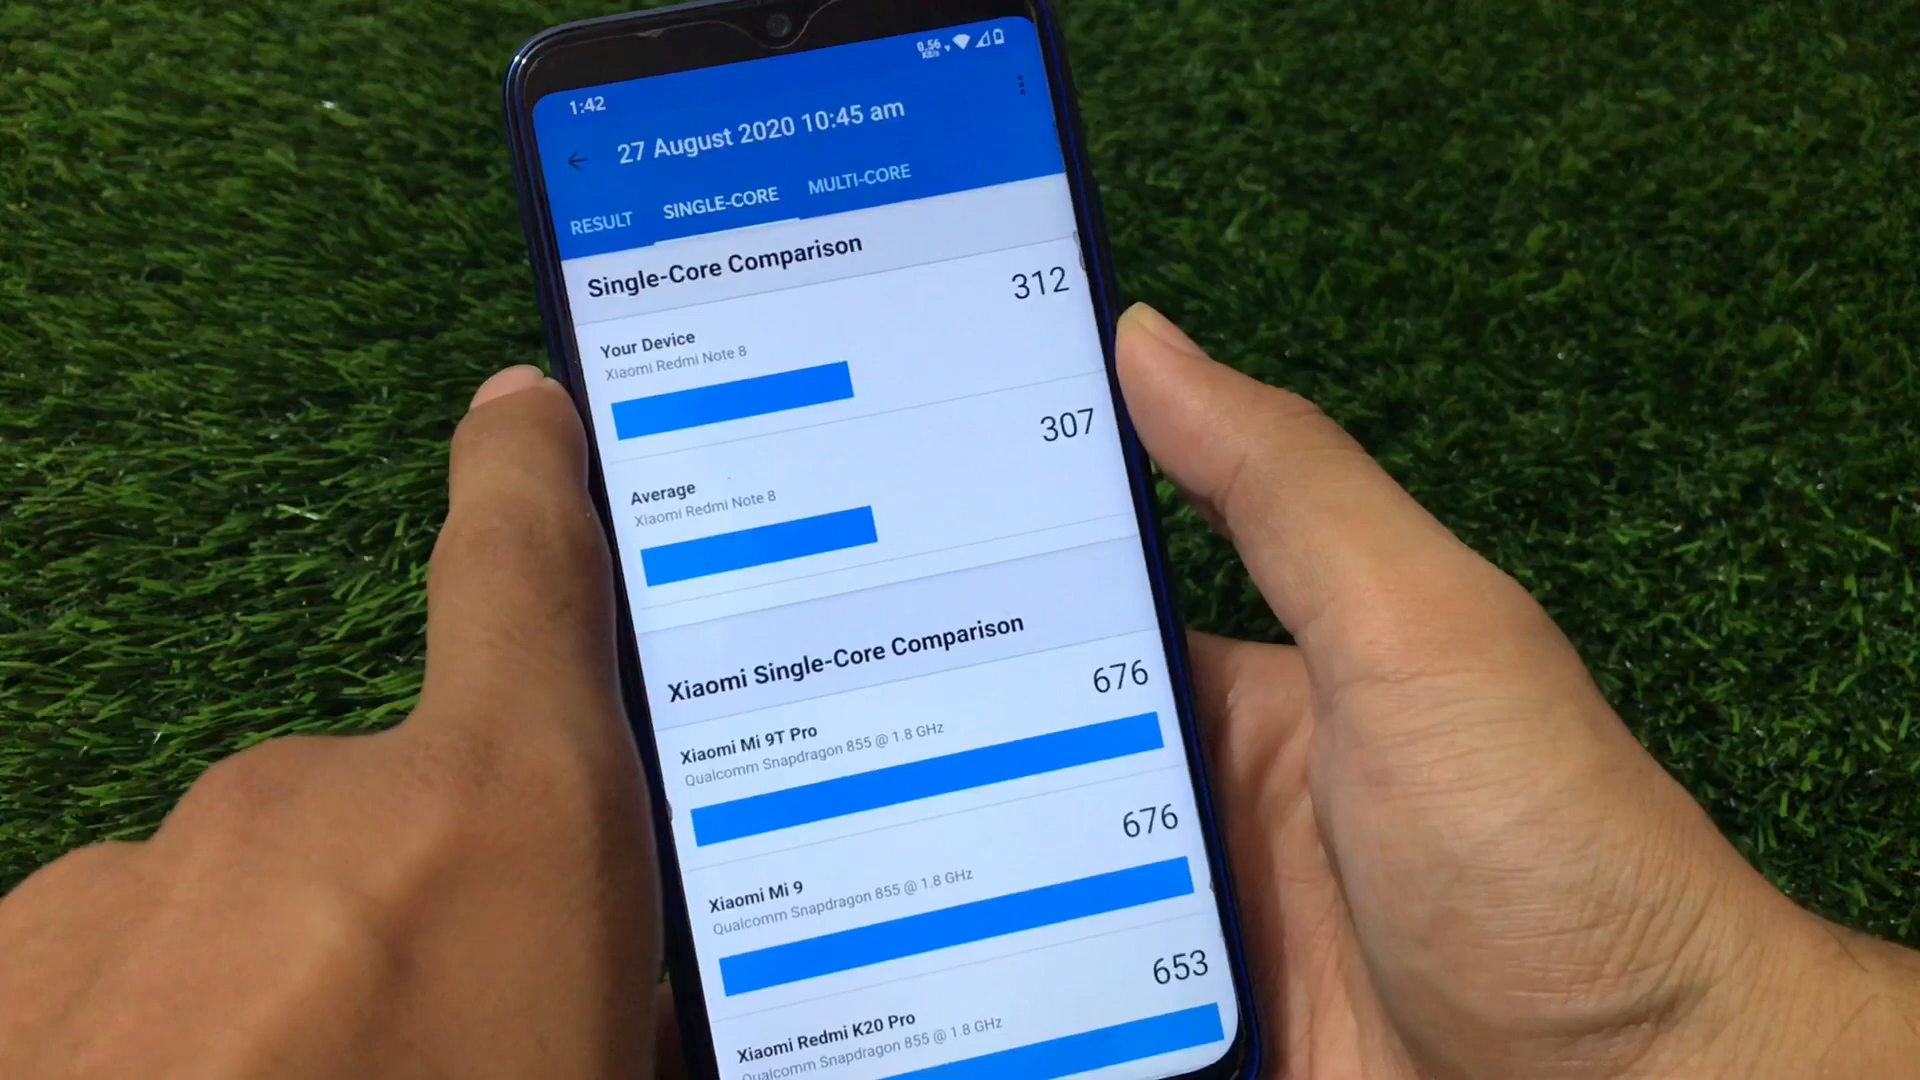 0.56
KB/s
1:42
27 August 2020 10:45 am
RESULT SINGLE-CORE MULTI-CORE
Single-Core Comparison
312
Your Device
Xiaomi Redmi Note 8
307
Average
Xiaomi Redmi Note 8
Xiaomi Single-Core Comparison
676
Xiaomi Mi 9T Pro
Qualcomm Snapdragon 855 @ 1.8 GHz
676
Xiaomi Mi 9
Qualcomm Snapdragon 855 @ 1.8 GHz
653
Xiaomi Redmi K20 Pro
Qualcomm Snapdragon 855 @ 1.8 GHz